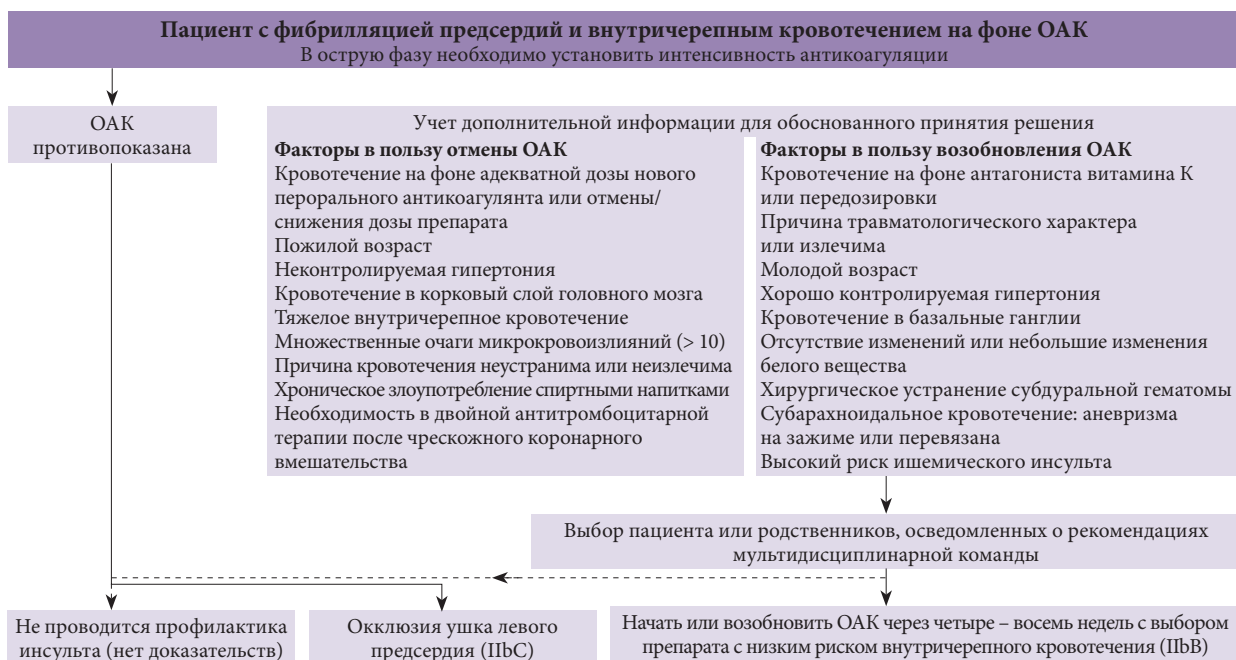 Пациент с фибрилляцией предсердий и внутричерепным кровотечением на фоне ОАК
В острую фазу необходимо установить интенсивность антикоагуляции
ОАК
противопоказана
Учет дополнительной информации для обоснованного принятия решения
Факторы в пользу отмены ОАК
Кровотечение на фоне адекватной дозы нового
перорального антикоагулянта или отмены/
снижения дозы препарата
Пожилой возраст
Неконтролируемая гипертония
Кровотечение в корковый слой головного мозга
Тяжелое внутричерепное кровотечение
Множественные очаги микрокровоизлияний (> 10)
Причина кровотечения неустранима или неизлечима
Хроническое злоупотребление спиртными напитками
Необходимость в двойной антитромбоцитарной
терапии после чрескожного коронарного
вмешательства
Факторы в пользу возобновления ОАК
Кровотечение на фоне антагониста витамина К
или передозировки
Причина травматологического характера
или излечима
Молодой возраст
Хорошо контролируемая гипертония
Кровотечение в базальные ганглии
Отсутствие изменений или небольшие изменения
белого вещества
Хирургическое устранение субдуральной гематомы
Субарахноидальное кровотечение: аневризма
на зажиме или перевязана
Высокий риск ишемического инсульта
Выбор пациента или родственников, осведомленных о рекомендациях
мультидисциплинарной команды
Не проводится профилактика
инсульта (нет доказательств)
Окклюзия ушка левого
предсердия (IIbC)
Начать или возобновить ОАК через четыре – восемь недель с выбором
препарата с низким риском внутричерепного кровотечения (IIbB)